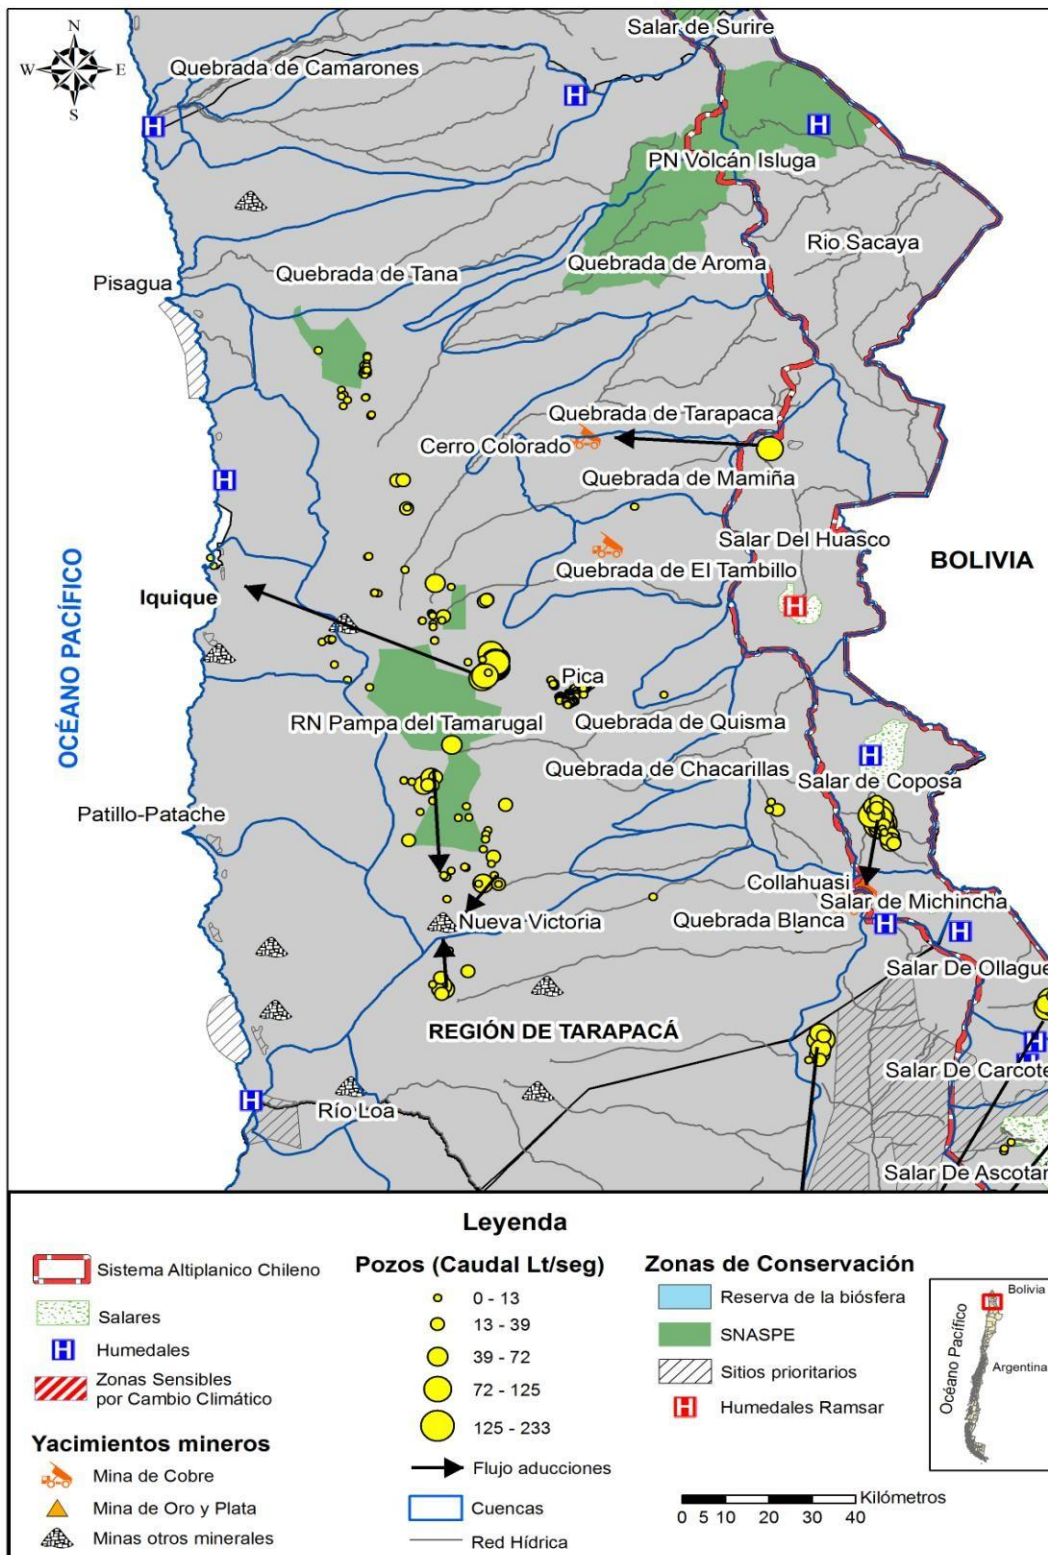 N
W E
S
Salar de Surire
Quebrada de Camarones
H
H
H
PN Volcán Isluga
Rio Sacaya
Quebrada de Tana
Quebrada de Aroma
Pisagua
Quebrada de Tarapaca
Cerro Colorado
Quebrada de Mamiña
H
Salar Del Huasco
Quebrada de El Tambillo
BOLIVIA
OCÉANO PACÍFICO
Iquique
H
Pica
RN Pampa del Tamarugal
Quebrada de Quisma
H
Quebrada de Chacarillas
Salar de Coposa
Patillo-Patache
Collahuasi
Salar de Michincha
Nueva Victoria
Quebrada Blanca
H
H
Salar De Ollague
REGIÓN DE TARAPACÁ
H
H
Salar De Carcote
H
Río Loa
Salar De Ascotan
Leyenda
Sistema Altiplanico Chileno
Salares
H Humedales
Zonas Sensibles
por Cambio Climático
Yacimientos mineros
Mina de Cobre
Mina de Oro y Plata
Minas otros minerales
Pozos (Caudal Lt/seg)
0 - 13
13 - 39
39 - 72
72 - 125
125 - 233
Flujo aducciones
Cuencas
Red Hídrica
Zonas de Conservación
Reserva de la biósfera
SNASPE
Sitios prioritarios
H Humedales Ramsar
Kilómetros
0 5 10 20 30 40
Bolivia
Océano Pacífico
Argentina